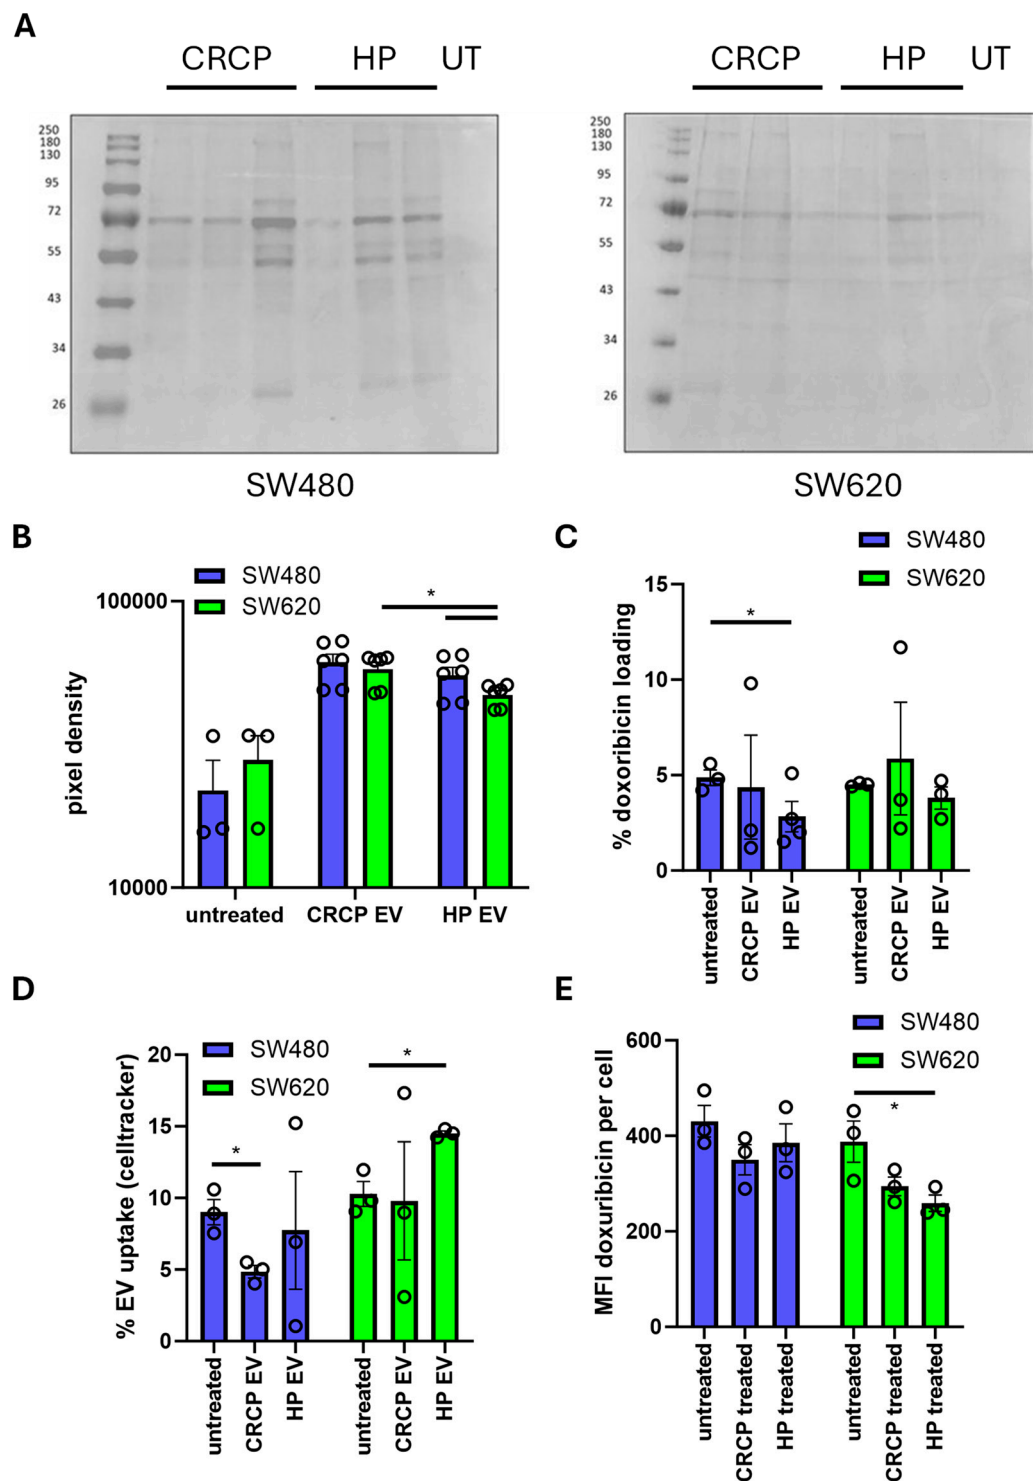 A
CRCP HP UT
CRCP HP UT
250
180
130
95
72
55
43
34
26
250
180
130
95
72
55
43
34
26
SW480
SW620
B
SW480
SW620
*
100000
10000
pixel density
untreated CRCP EV HP EV
C
SW480
SW620
*
15
10
5
0
% doxoribicin loading
untreated
CRCP EV
HP EV
untreated
CRCP EV
HP EV
D
SW480
SW620
*
*
20
15
10
5
0
% EV uptake (celltracker)
untreated
CRCP EV
HP EV
untreated
CRCP EV
HP EV
E
SW480
SW620
*
600
400
200
0
MFI doxuribicin per cell
untreated
CRCP treated
HP treated
untreated
CRCP treated
HP treated